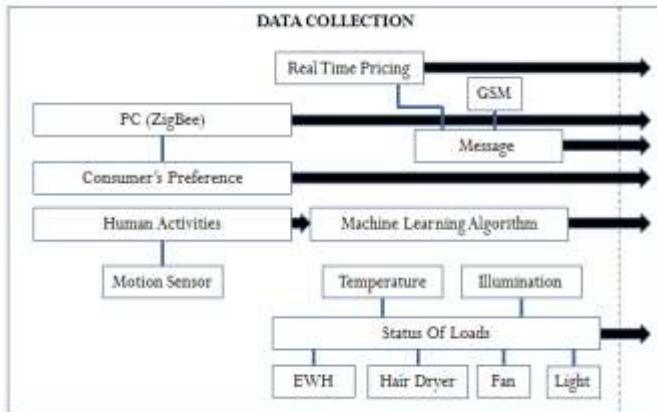 DATA COLLECTION
Real Time Pricing
GSM
PC (ZigBee)
Message
Consumer's Preference
Human Activities
Machine Learning Algorithm
Motion Sensor
Temperature
Illumination
Status Of Loads
EWH
Hair Dryer
Fan
Light